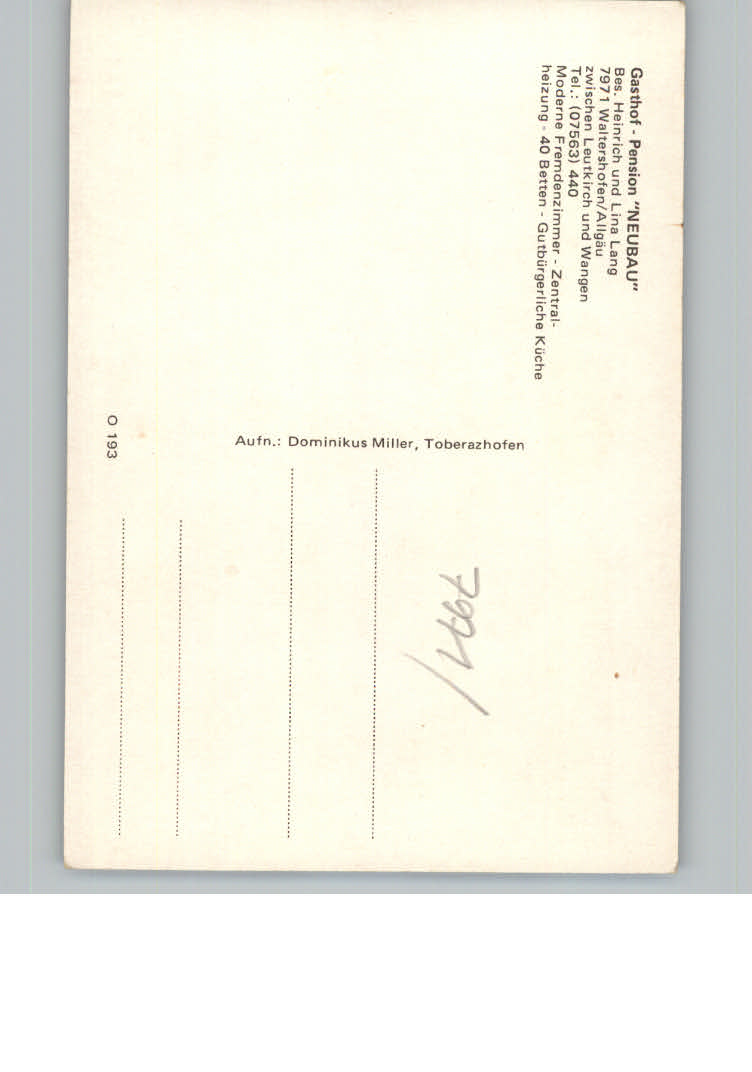 Gasthof - Pension "NEUBAU"
Bes. Heinrich und Lina Lang
7971 Waltershofen/Allgäu
zwischen Leutkirch und Wangen
Tel.: (07563) 440
Moderne Fremdenzimmer - Zentral-
heizung - 40 Betten - Gutbürgerliche Küche
Aufn.: Dominikus Miller, Toberazhofen
7971/
O 193